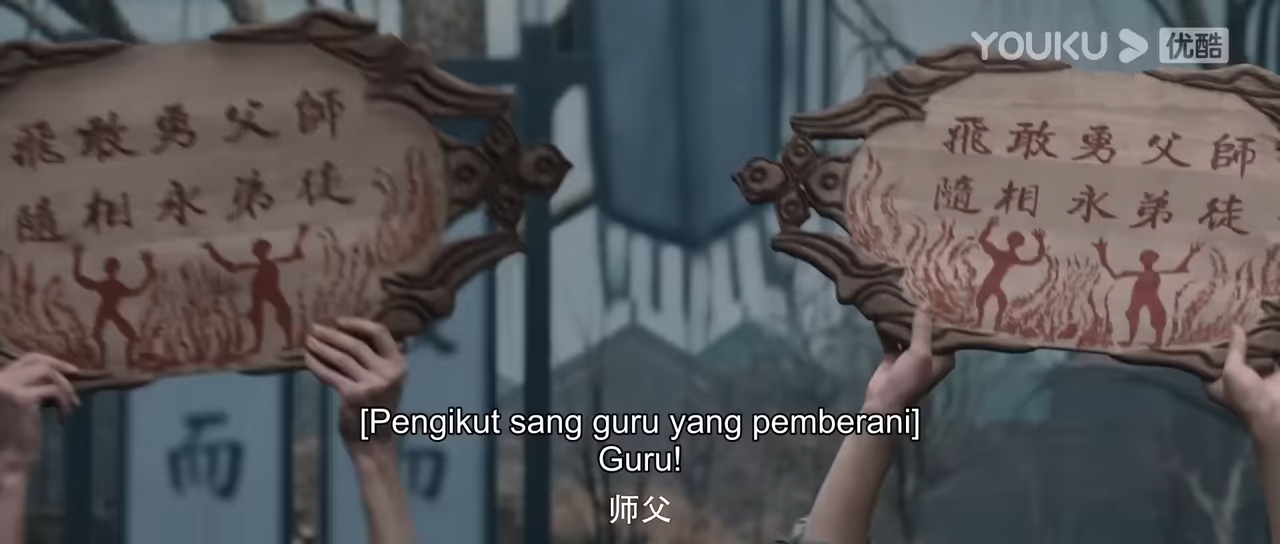 YOUKU 优酷
飛敢勇父師
隨相永弟徒
飛敢勇父師
隨相永弟徒
而
而
[Pengikut sang guru yang pemberani]
Guru!
师父